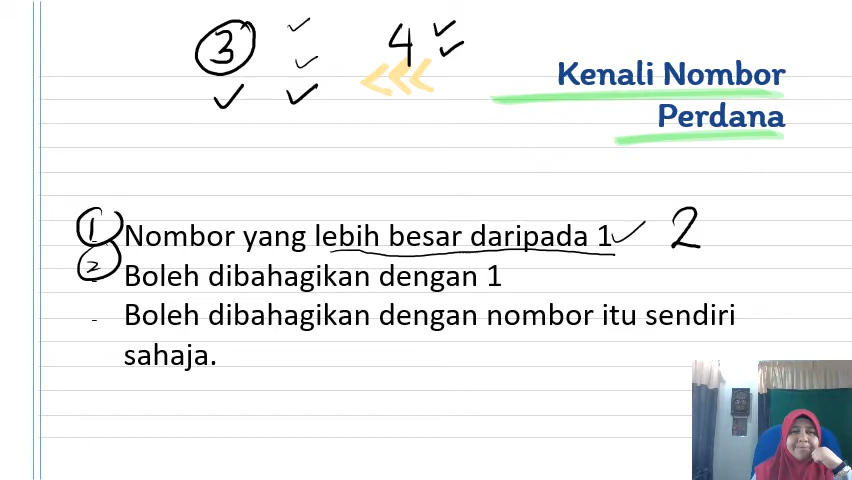 3 ✓ 4 ✓
✓ ✓
✓ ✓
Kenali Nombor
Perdana
1 Nombor yang lebih besar daripada 1 ✓ 2
2 - Boleh dibahagikan dengan 1
- Boleh dibahagikan dengan nombor itu sendiri
sahaja.